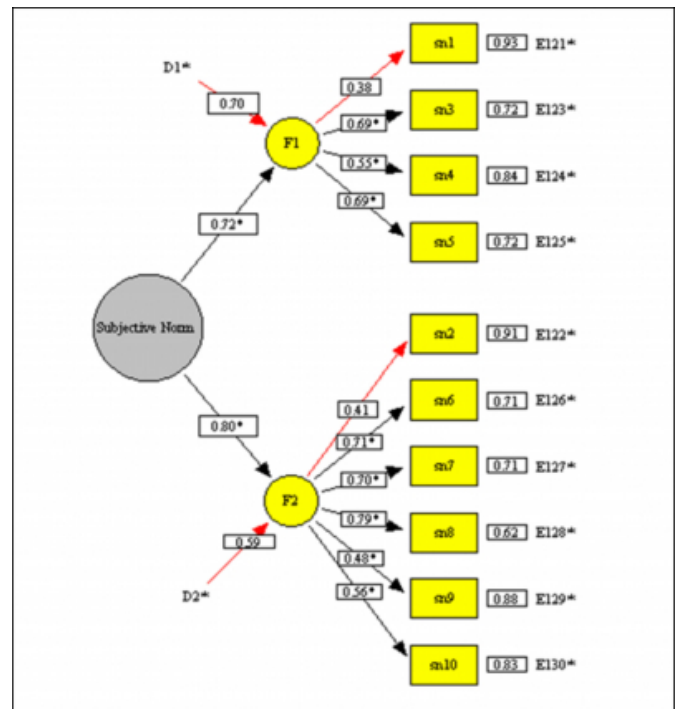 sn1 0.93 E121*
D1*
0.70
0.38
sn3 0.72 E123*
0.69*
F1
0.55*
sn4 0.84 E124*
0.69*
0.72*
sn5 0.72 E125*
Subjective Norm
sn2 0.91 E122*
0.41
sn6 0.71 E126*
0.80*
0.71*
sn7 0.71 E127*
0.70*
F2
0.79*
sn8 0.62 E128*
0.59
0.48*
0.56*
sn9 0.88 E129*
D2*
sn10 0.83 E130*